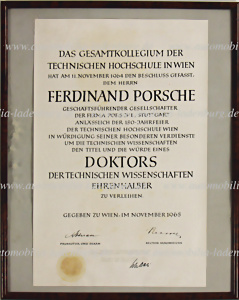 DAS GESAMTKOLLEGIUM DER
TECHNISCHEN HOCHSCHULE IN WIEN
HAT AM 11. NOVEMBER 1964 DEN BESCHLUSS GEFASST,
DEM HERRN
FERDINAND PORSCHE
GESCHÄFTSFÜHRENDER GESELLSCHAFTER
DER FIRMA PORSCHE, STUTTGART
ANLÄSSLICH DER 150-JAHRFEIER
DER TECHNISCHEN HOCHSCHULE WIEN
IN WÜRDIGUNG SEINER BESONDEREN VERDIENSTE
UM DIE TECHNISCHEN WISSENSCHAFTEN
DEN TITEL UND DIE WÜRDE EINES
DOKTORS
DER TECHNISCHEN WISSENSCHAFTEN
EHRENHALBER
ZU VERLEIHEN.
GEGEBEN ZU WIEN: IM NOVEMBER 1965